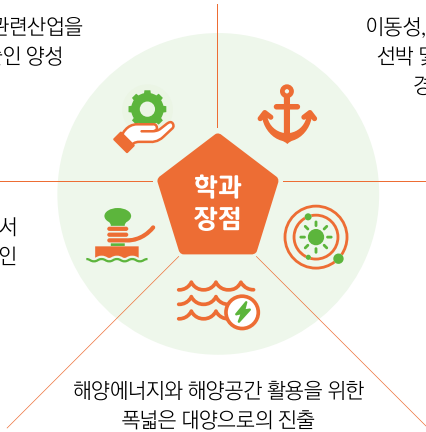 관련산업을
인 양성
이동성,
선박 및
경
학과
장점
서
인
해양에너지와 해양공간 활용을 위한
폭넓은 대양으로의 진출